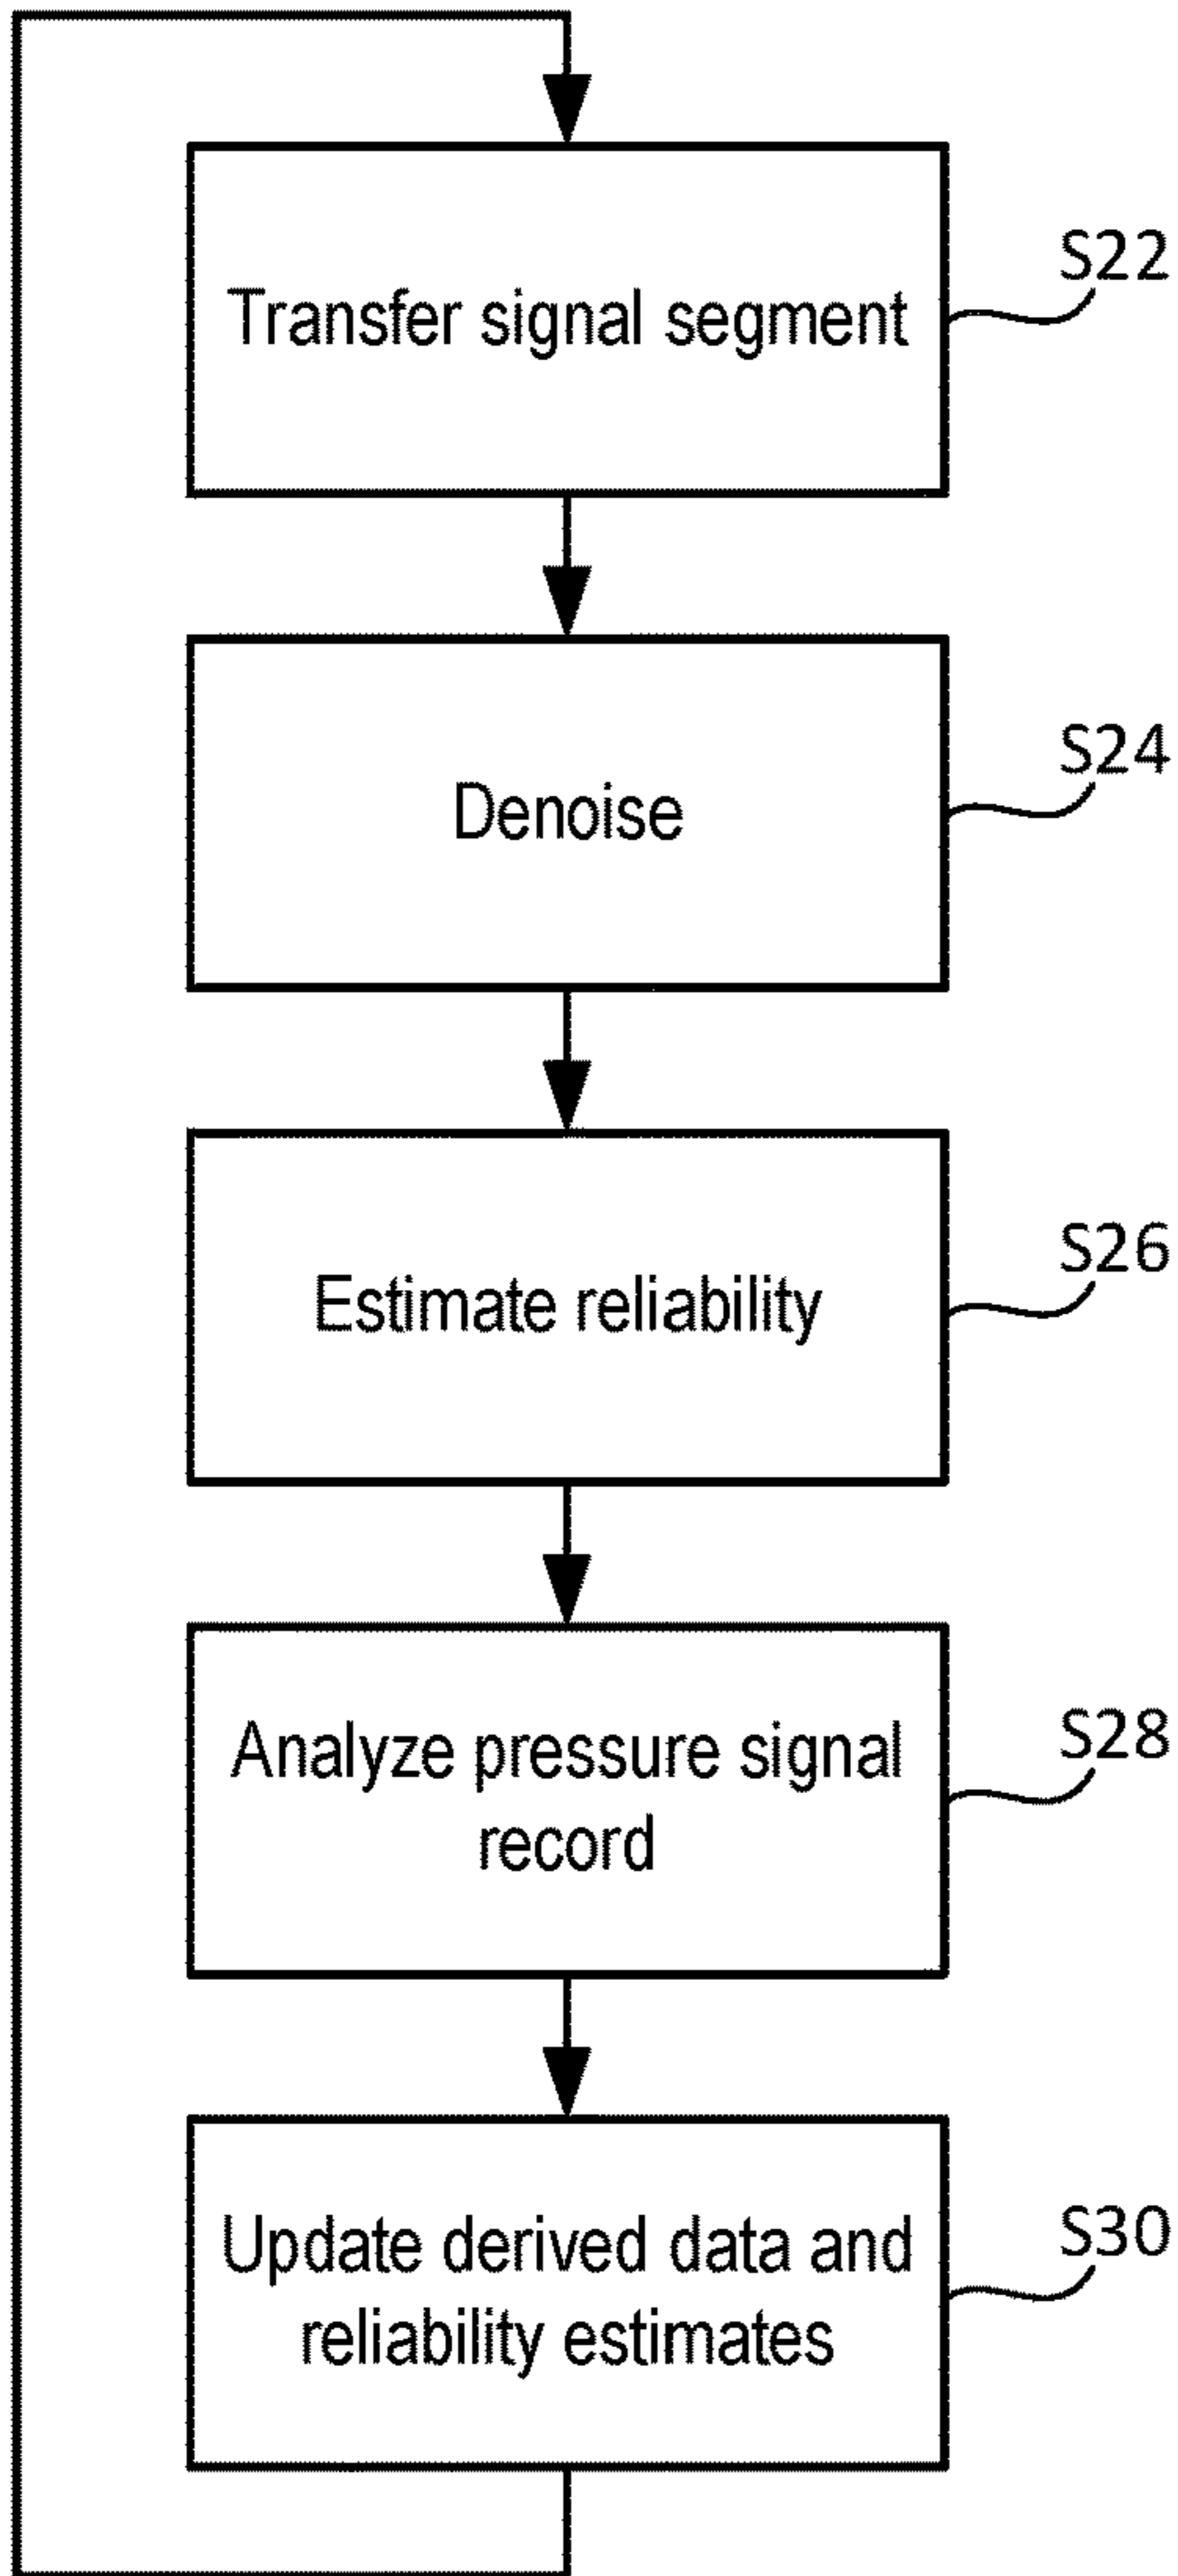 Transfer signal segment
S22
Denoise
S24
Estimate reliability
S26
Analyze pressure signal
record
S28
Update derived data and
reliability estimates
S30